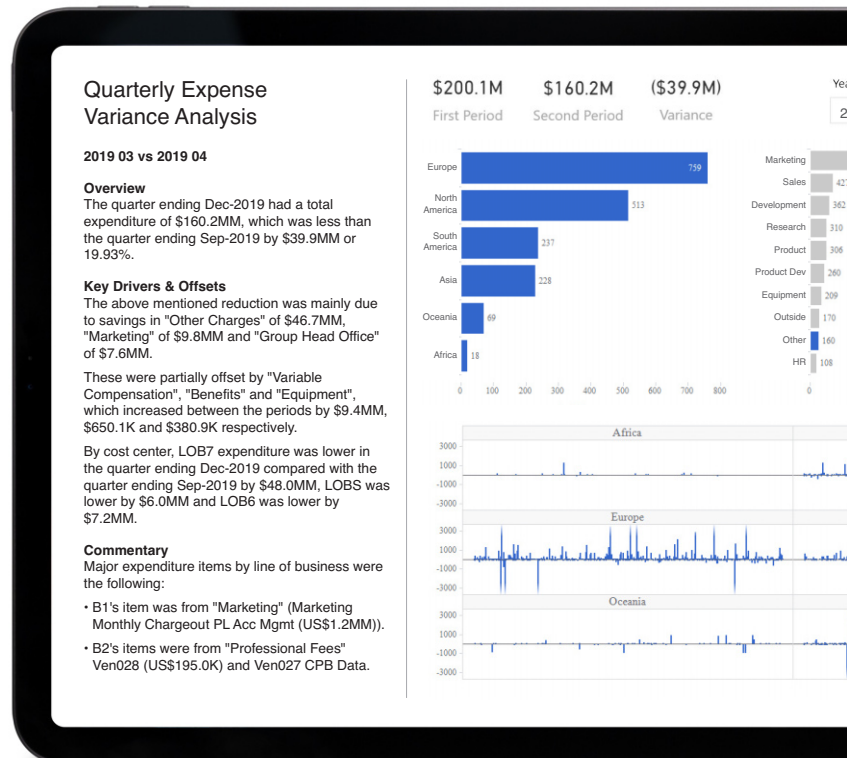 Quarterly Expense
Variance Analysis
2019 03 vs 2019 04
Overview
The quarter ending Dec-2019 had a total
expenditure of $160.2MM, which was less than
the quarter ending Sep-2019 by $39.9MM or
19.93%.
Key Drivers & Offsets
The above mentioned reduction was mainly due
to savings in "Other Charges" of $46.7MM,
"Marketing" of $9.8MM and "Group Head Office"
of $7.6MM.
These were partially offset by "Variable
Compensation", "Benefits" and "Equipment",
which increased between the periods by $9.4MM,
$650.1K and $380.9K respectively.
By cost center, LOB7 expenditure was lower in
the quarter ending Dec-2019 compared with the
quarter ending Sep-2019 by $48.0MM, LOBS was
lower by $6.0MM and LOB6 was lower by
$7.2MM.
Commentary
Major expenditure items by line of business were
the following:
• B1's item was from "Marketing" (Marketing
Monthly Chargeout PL Acc Mgmt (US$1.2MM)).
• B2's items were from "Professional Fees"
Ven028 (US$195.0K) and Ven027 CPB Data.
$200.1M $160.2M ($39.9M)
First Period Second Period Variance
Yea
2
Europe 759
North
America 513
South
America 237
Asia 228
Oceania 69
Africa 18
0 100 200 300 400 500 600 700 800
Marketing
Sales 427
Development 362
Research 310
Product 306
Product Dev 260
Equipment 209
Outside 170
Other 160
HR 108
0
Africa
3000
1000
-1000
-3000
Europe
3000
1000
-1000
-3000
Oceania
3000
1000
-1000
-3000